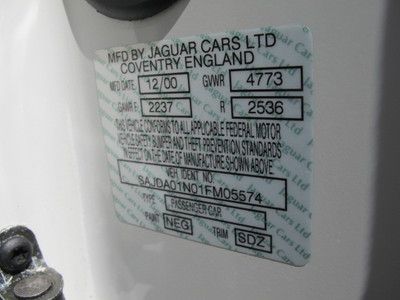 MFD BY JAGUAR CARS LTD
COVENTRY ENGLAND
MFD DATE 12/00 GVWR 4773
GAWR F 2237 R 2536
THIS VEHICLE CONFORMS TO ALL APPLICABLE FEDERAL MOTOR
VEHICLE SAFETY BUMPER AND THEFT PREVENTION STANDARDS
IN EFFECT ON THE DATE OF MANUFACTURE SHOWN ABOVE
VEH IDENT NO:
SAJDA01N01FM05574
TYPE PASSENGER CAR
PAINT NEG TRIM SDZ